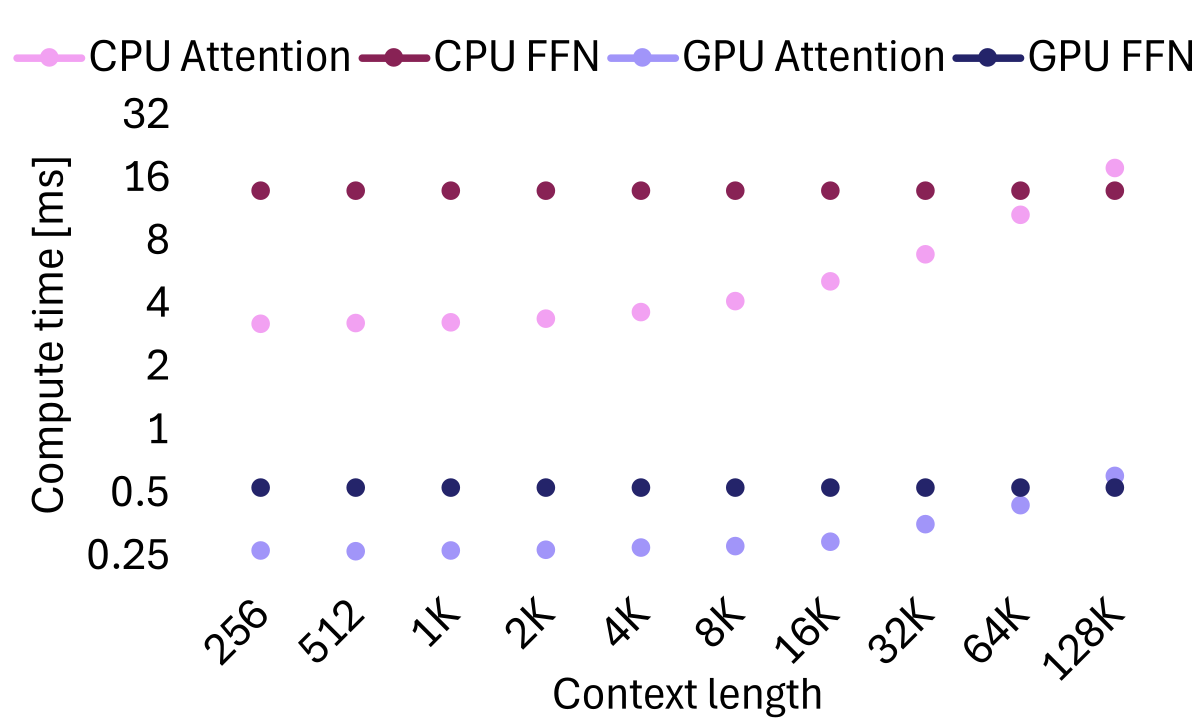 CPU Attention CPU FFN GPU Attention GPU FFN
Compute time [ms]
32
16
8
4
2
1
0.5
0.25
256 512 1K 2K 4K 8K 16K 32K 64K 128K
Context length